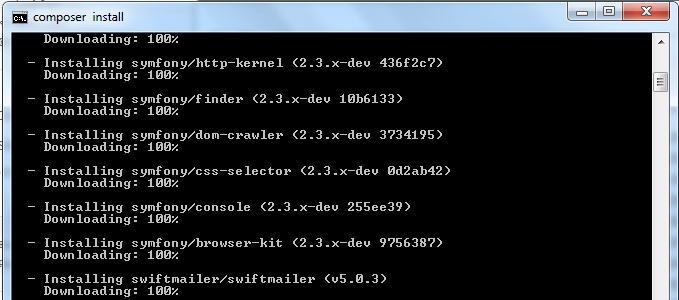 composer install
Downloading: 100%
- Installing symfony/http-kernel (2.3.x-dev 436f2c7)
Downloading: 100%
- Installing symfony/finder (2.3.x-dev 10b6133)
Downloading: 100%
- Installing symfony/dom-crawler (2.3.x-dev 3734195)
Downloading: 100%
- Installing symfony/css-selector (2.3.x-dev 0d2ab42)
Downloading: 100%
- Installing symfony/console (2.3.x-dev 255ee39)
Downloading: 100%
- Installing symfony/browser-kit (2.3.x-dev 9756387)
Downloading: 100%
- Installing swiftmailer/swiftmailer (v5.0.3)
Downloading: 100%